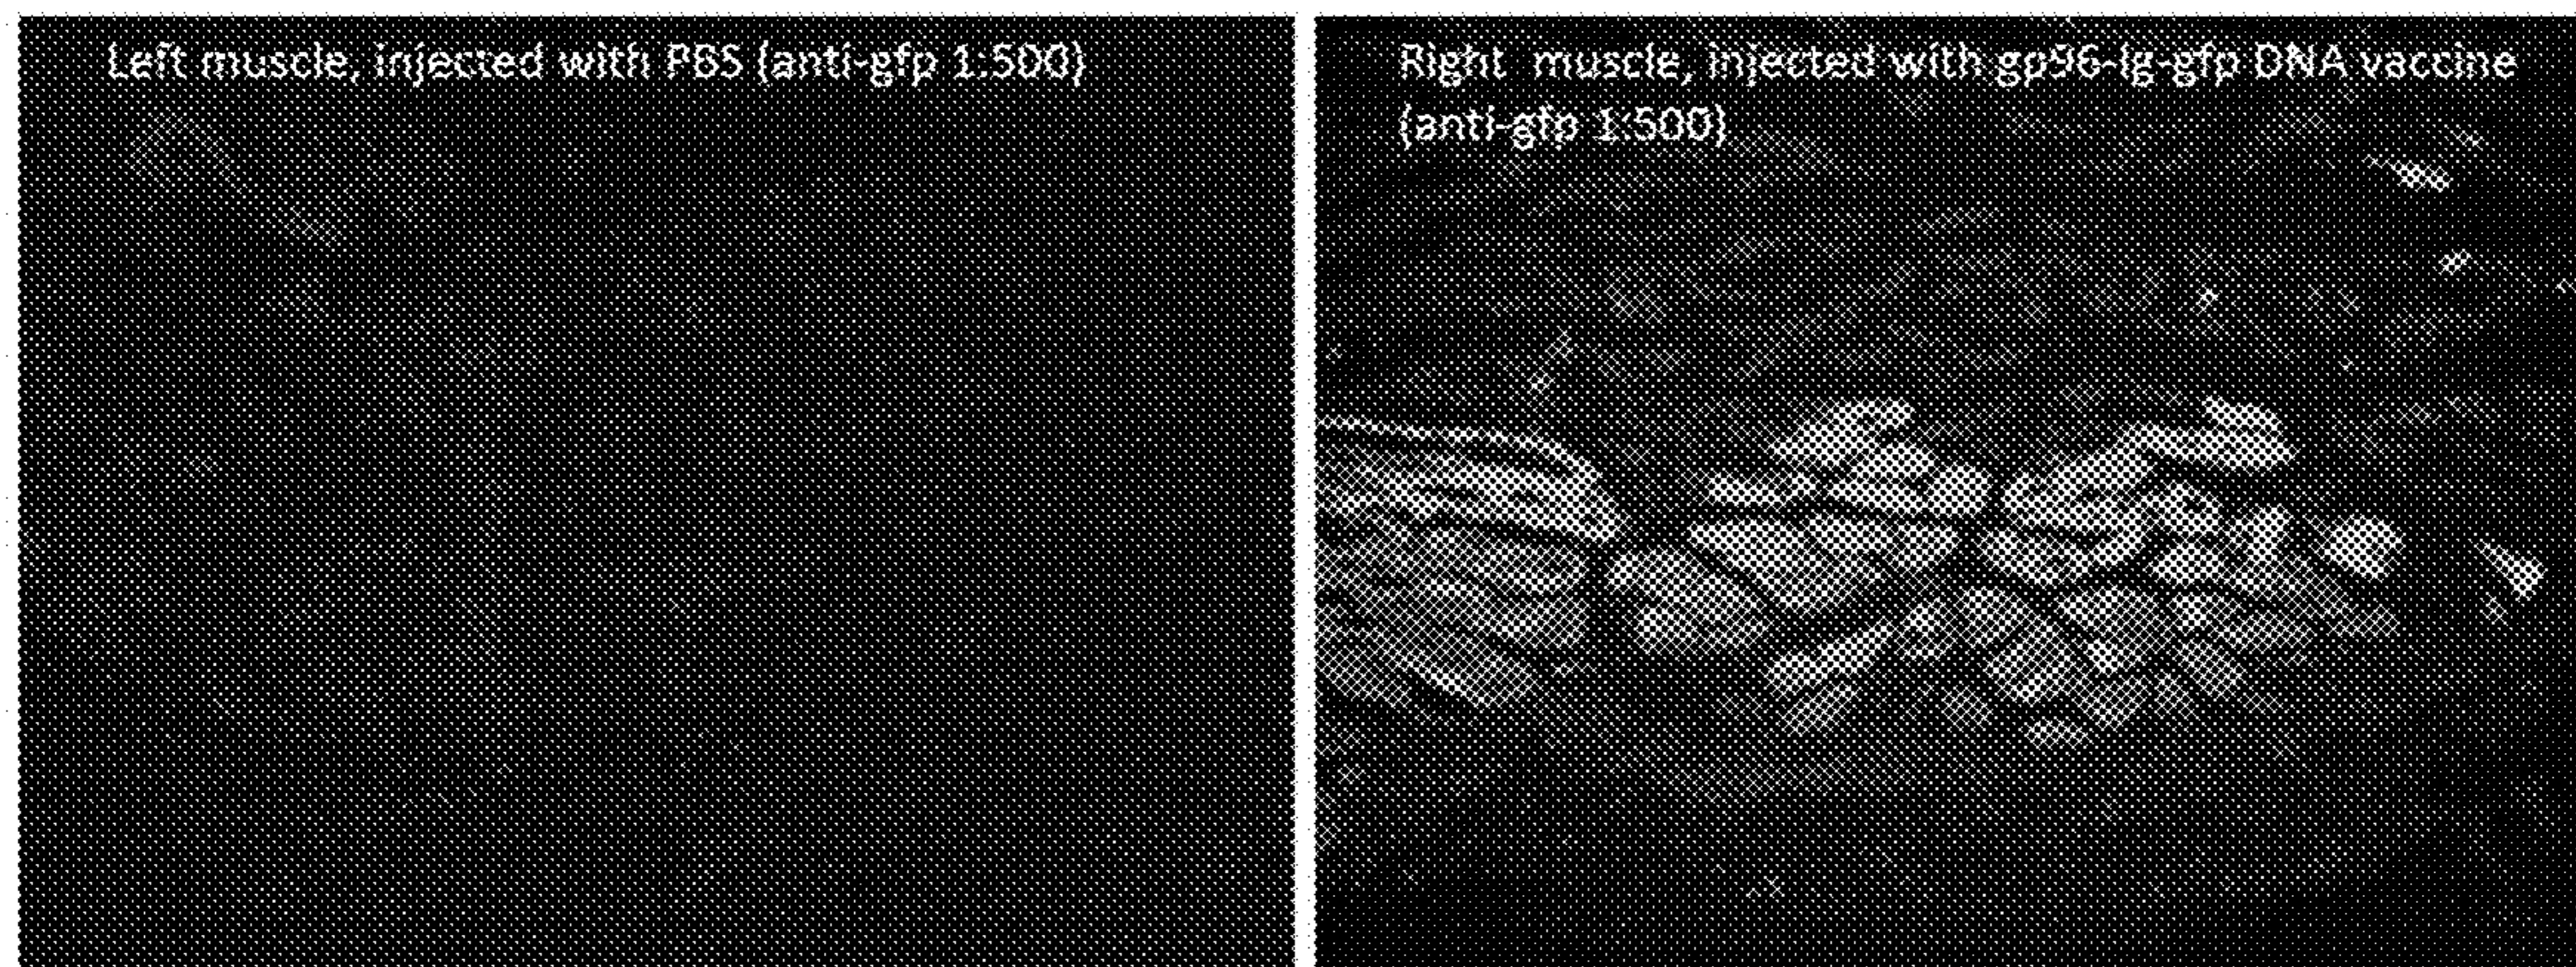 Left muscle, injected with PBS (anti-gfp 1:500)
Right muscle, injected with gp96-Ig-gfp DNA vaccine
(anti-gfp 1:500)